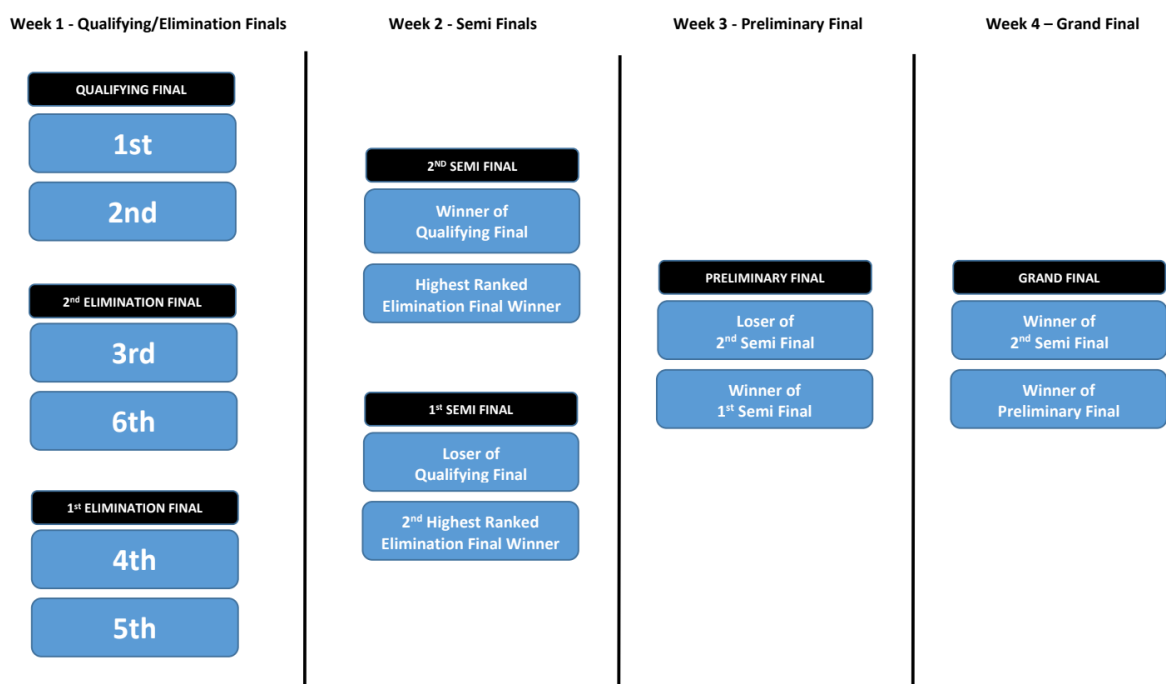 Week 1 - Qualifying/Elimination Finals
QUALIFYING FINAL
1st
2nd
2nd ELIMINATION FINAL
3rd
6th
1st ELIMINATION FINAL
4th
5th
Week 2 - Semi Finals
2ND SEMI FINAL
Winner of
Qualifying Final
Highest Ranked
Elimination Final Winner
1st SEMI FINAL
Loser of
Qualifying Final
2nd Highest Ranked
Elimination Final Winner
Week 3 - Preliminary Final
PRELIMINARY FINAL
Loser of
2nd Semi Final
Winner of
1st Semi Final
Week 4 – Grand Final
GRAND FINAL
Winner of
2nd Semi Final
Winner of
Preliminary Final